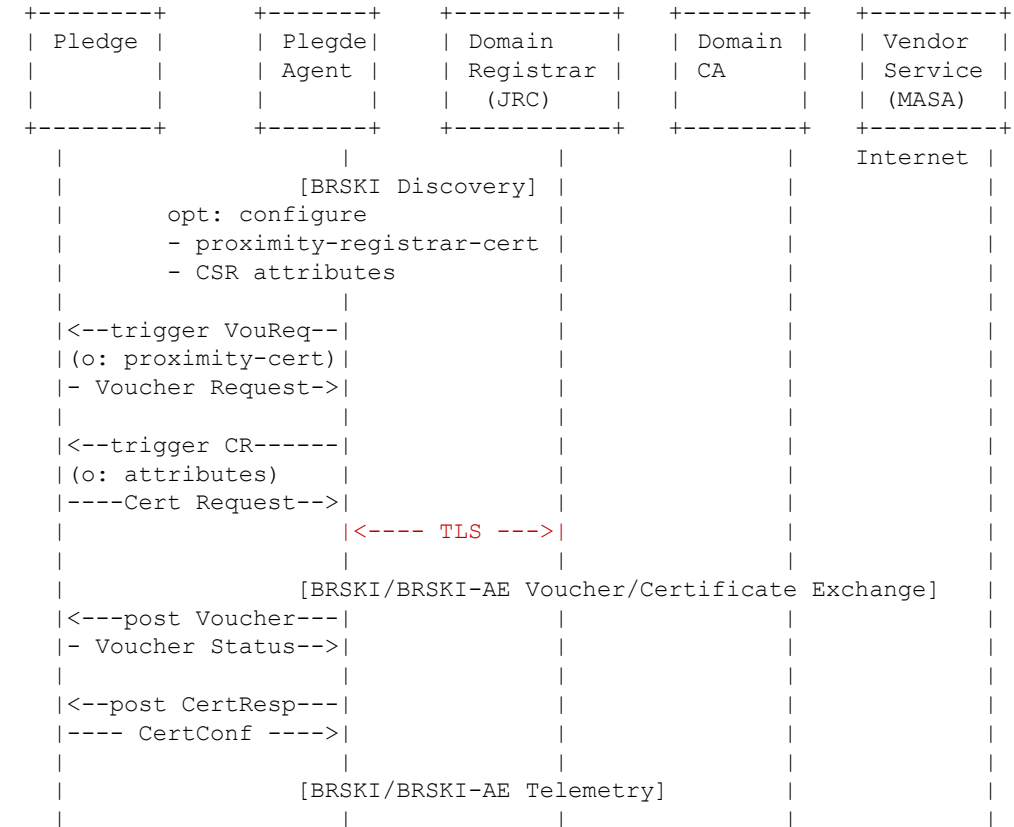 +--------+ +-------+ +-----------+ +--------+ +---------+
| Pledge | | Plegde| | Domain | | Domain | | Vendor |
| | | Agent | | Registrar | | CA | | Service |
| | | | | (JRC) | | | | (MASA) |
+--------+ +-------+ +-----------+ +--------+ +---------+
| | | | Internet |
| [BRSKI Discovery] | | |
| opt: configure | | |
| - proximity-registrar-cert | | |
| - CSR attributes | | |
| | | | |
|<--trigger VouReq--| | | |
|(o: proximity-cert)| | | |
|- Voucher Request->| | | |
| | | | |
|<--trigger CR------| | | |
|(o: attributes) | | | |
|----Cert Request-->| | | |
| |<---- TLS --->| | |
| | | | |
| [BRSKI/BRSKI-AE Voucher/Certificate Exchange] |
|<---post Voucher---| | | |
|- Voucher Status-->| | | |
| | | | |
|<--post CertResp---| | | |
|---- CertConf ---->| | | |
| | | | |
| [BRSKI/BRSKI-AE Telemetry] | |
| | | | |